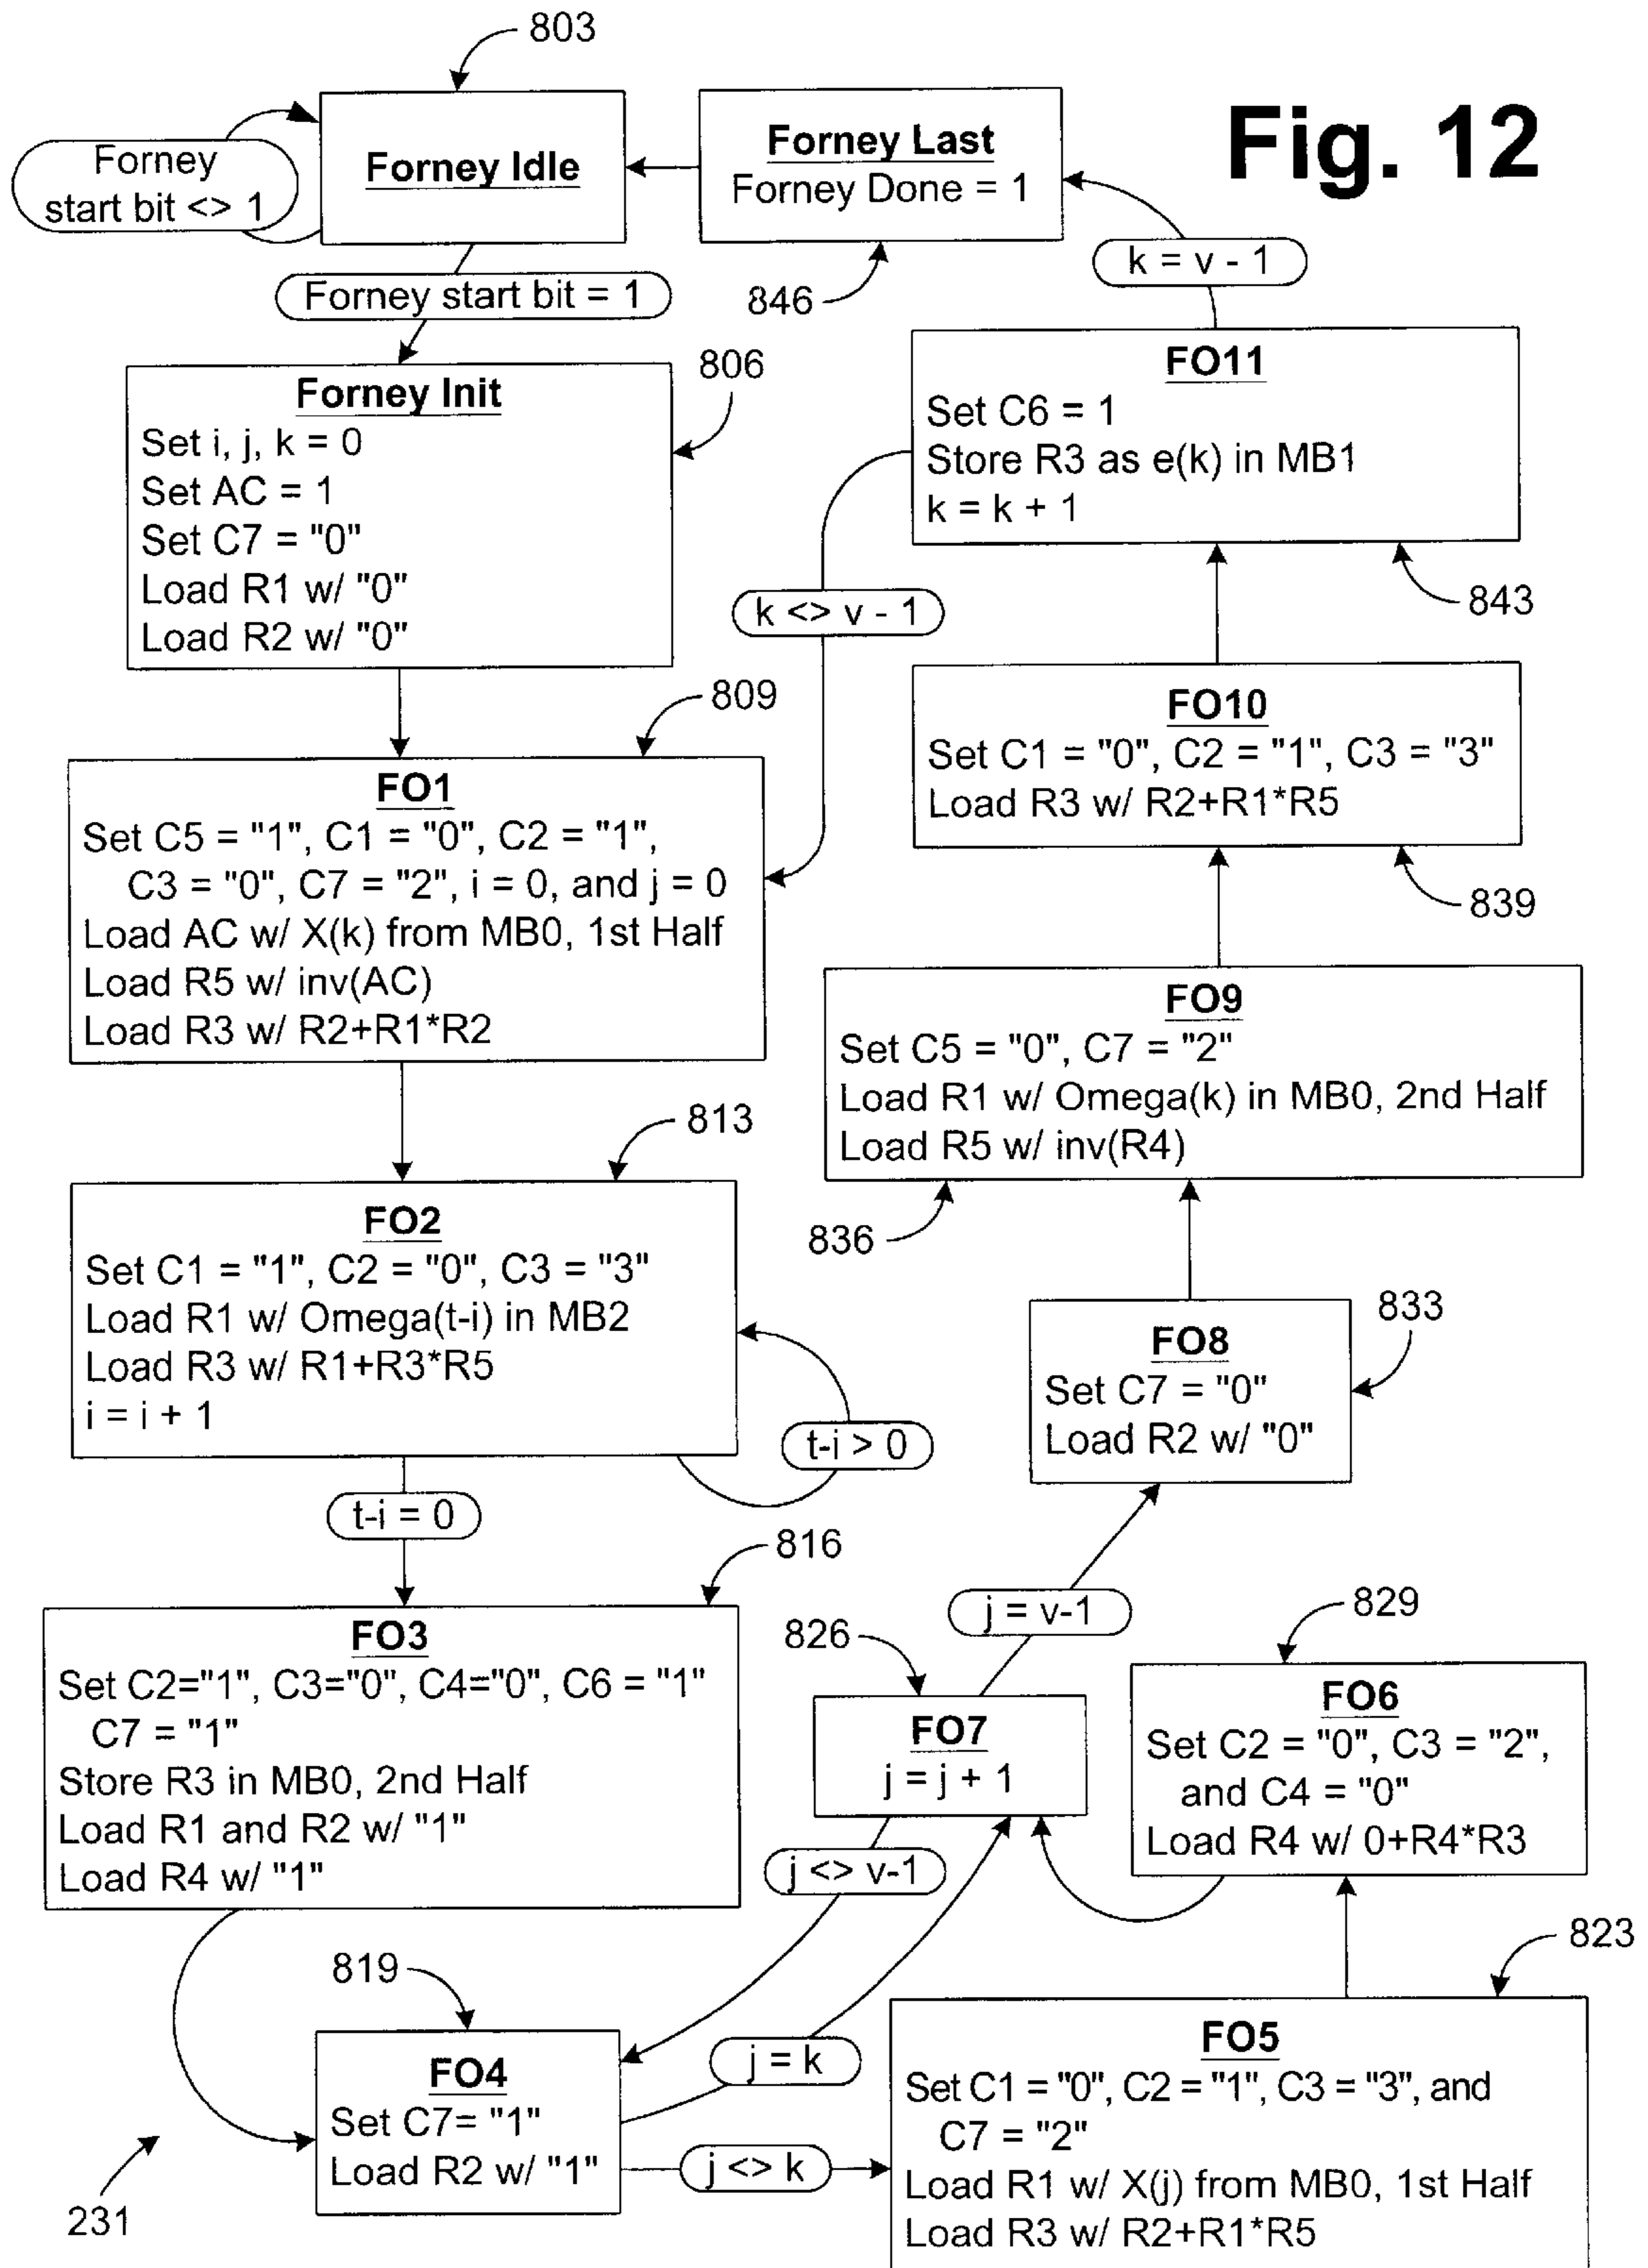 803
Fig. 12
Forney
start bit <> 1
Forney Idle
Forney Last
Forney Done = 1
k = v - 1
846
Forney start bit = 1
806
Forney Init
Set i, j, k = 0
Set AC = 1
Set C7 = "0"
Load R1 w/ "0"
Load R2 w/ "0"
FO11
Set C6 = 1
Store R3 as e(k) in MB1
k = k + 1
843
k <> v - 1
809
FO1
Set C5 = "1", C1 = "0", C2 = "1",
C3 = "0", C7 = "2", i = 0, and j = 0
Load AC w/ X(k) from MB0, 1st Half
Load R5 w/ inv(AC)
Load R3 w/ R2+R1*R2
FO10
Set C1 = "0", C2 = "1", C3 = "3"
Load R3 w/ R2+R1*R5
839
FO9
Set C5 = "0", C7 = "2"
Load R1 w/ Omega(k) in MB0, 2nd Half
Load R5 w/ inv(R4)
836
813
FO2
Set C1 = "1", C2 = "0", C3 = "3"
Load R1 w/ Omega(t-i) in MB2
Load R3 w/ R1+R3*R5
i = i + 1
t-i > 0
t-i = 0
833
FO8
Set C7 = "0"
Load R2 w/ "0"
816
FO3
Set C2="1", C3="0", C4="0", C6 = "1"
C7 = "1"
Store R3 in MB0, 2nd Half
Load R1 and R2 w/ "1"
Load R4 w/ "1"
j = v-1
826
FO7
j = j + 1
829
FO6
Set C2 = "0", C3 = "2",
and C4 = "0"
Load R4 w/ 0+R4*R3
j <> v-1
823
819
FO4
Set C7= "1"
Load R2 w/ "1"
j = k
j <> k
FO5
Set C1 = "0", C2 = "1", C3 = "3", and
C7 = "2"
Load R1 w/ X(j) from MB0, 1st Half
Load R3 w/ R2+R1*R5
231